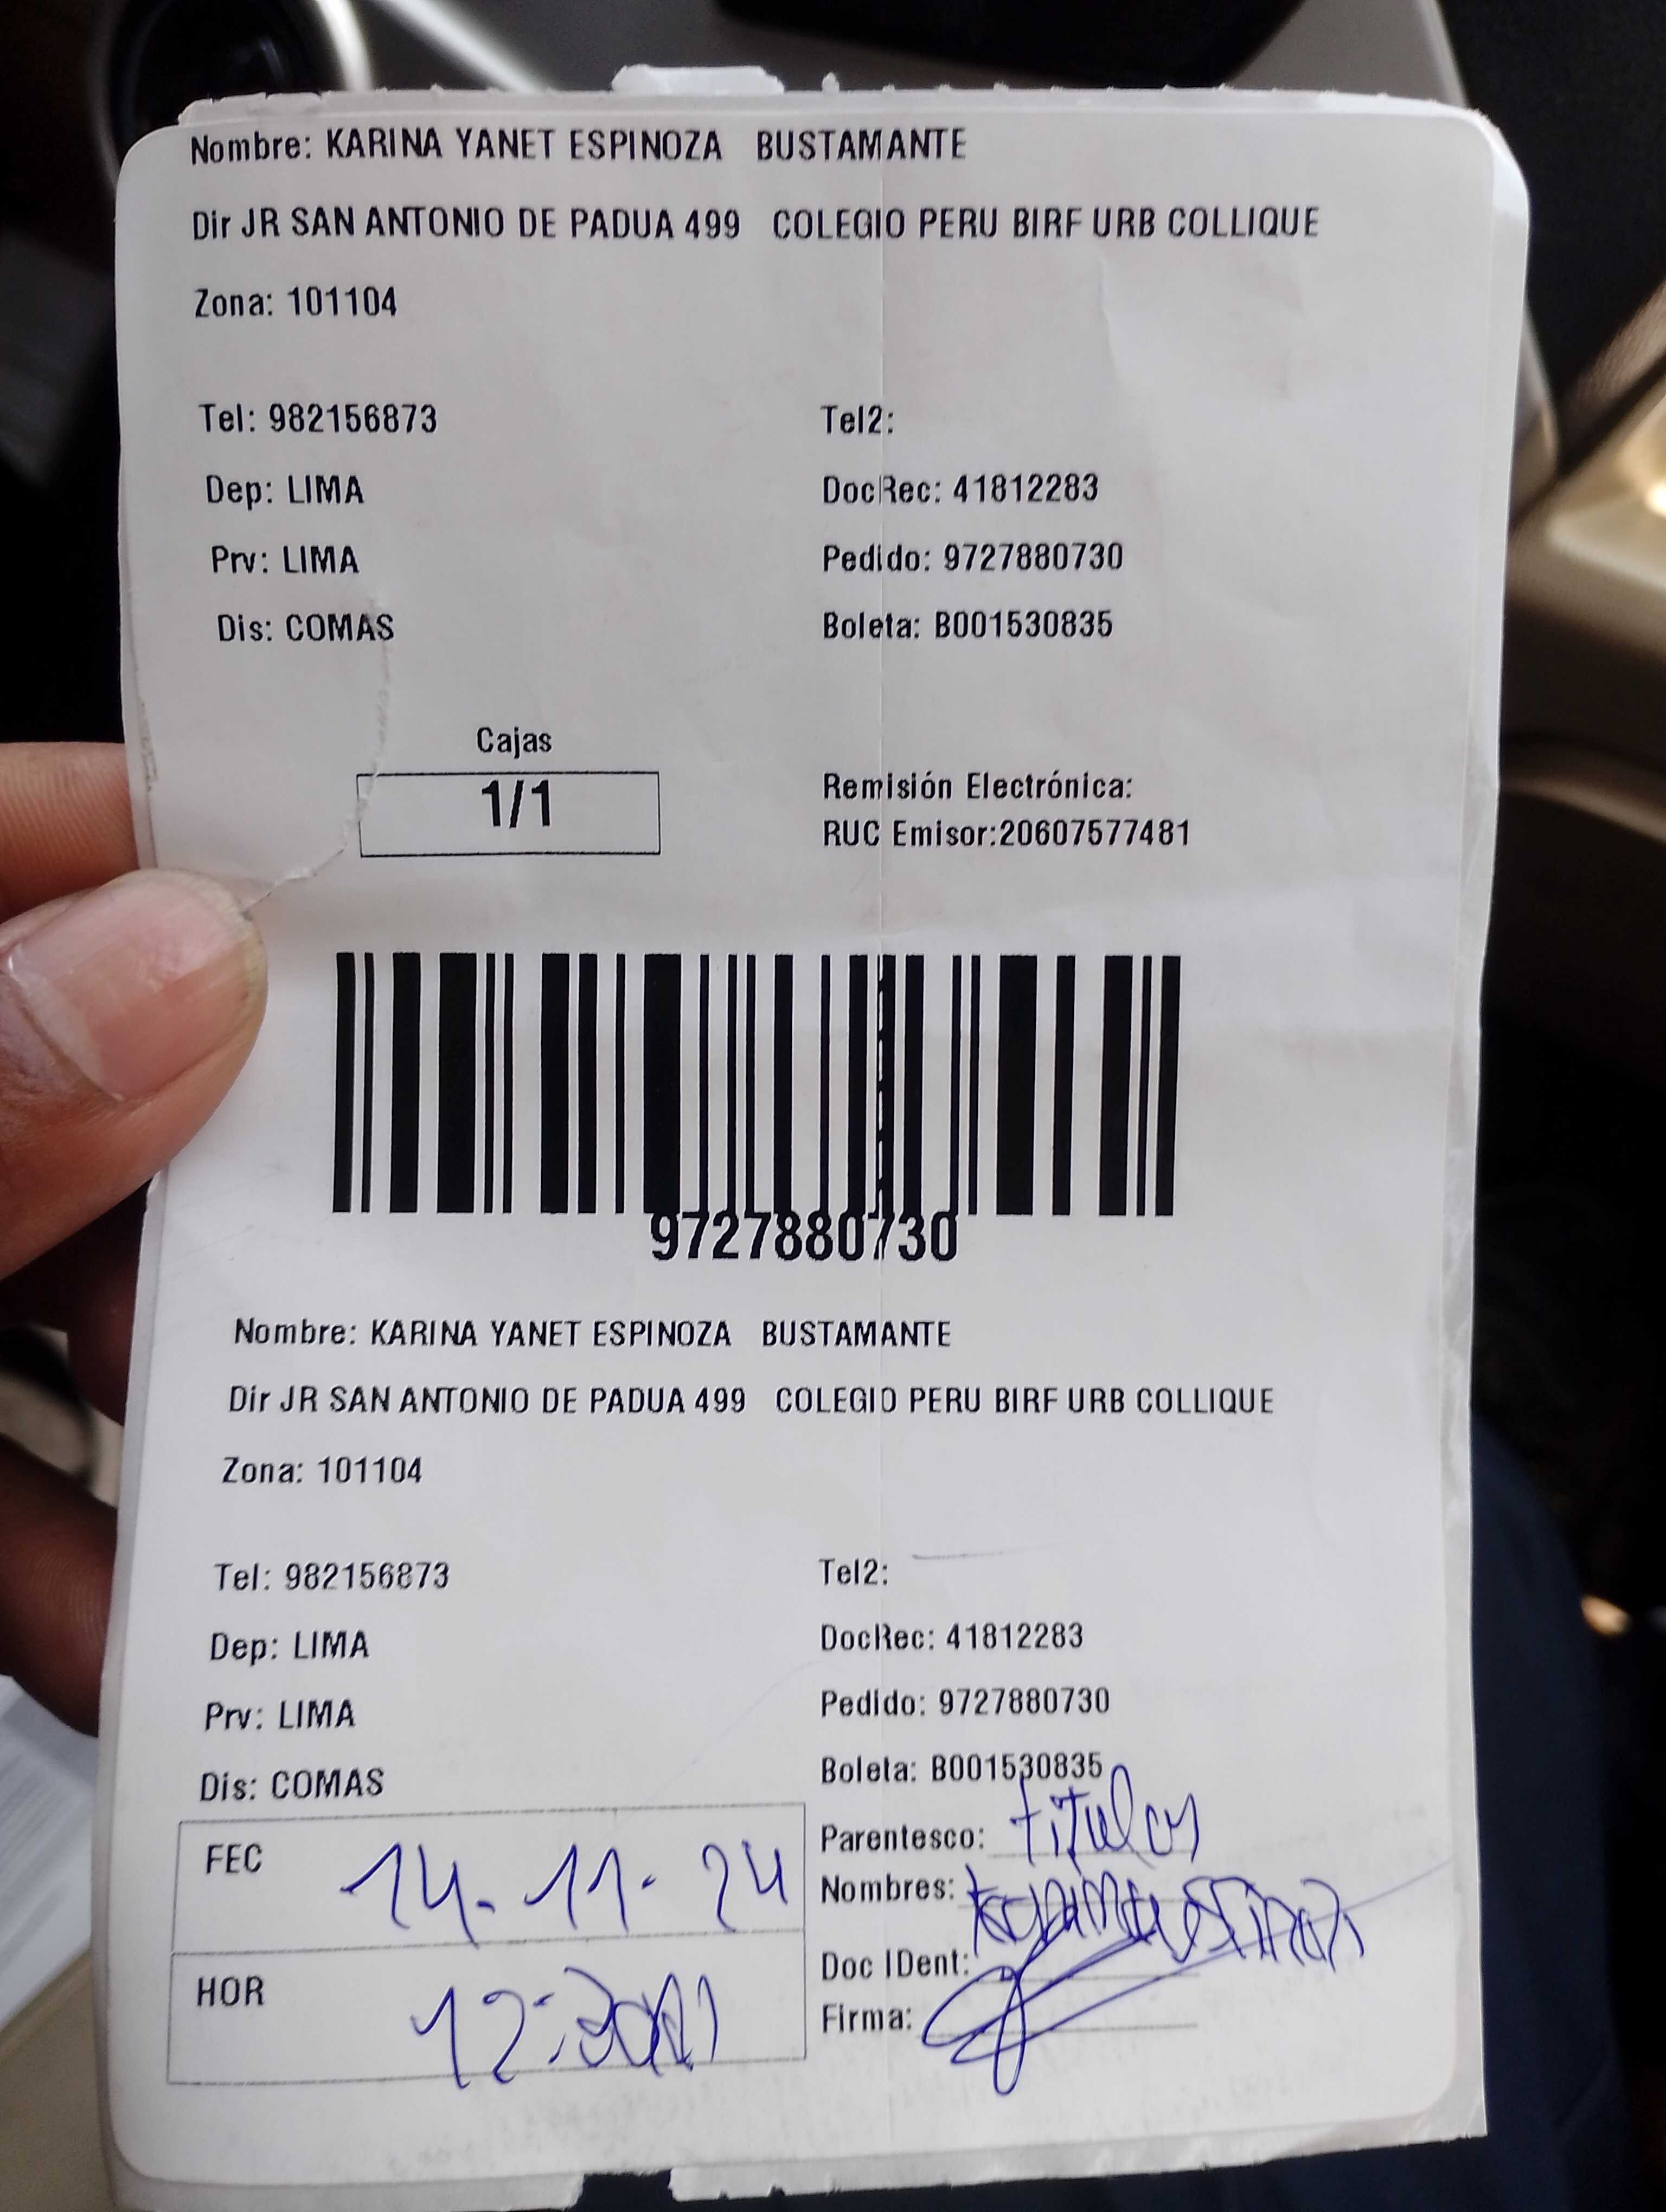 Nombre: KARINA YANET ESPINOZA BUSTAMANTE
Dir JR SAN ANTONIO DE PADUA 499 COLEGIO PERU BIRF URB COLLIQUE
Zona: 101104
Tel: 982156873 Tel2:
Dep: LIMA DocRec: 41812283
Prv: LIMA Pedido: 9727880730
Dis: COMAS Boleta: B001530835
Cajas
1/1
Remisión Electrónica:
RUC Emisor:20607577481
9727880730
Nombre: KARINA YANET ESPINOZA BUSTAMANTE
Dir JR SAN ANTONIO DE PADUA 499 COLEGIO PERU BIRF URB COLLIQUE
Zona: 101104
Tel: 982156873 Tel2:
Dep: LIMA DocRec: 41812283
Prv: LIMA Pedido: 9727880730
Dis: COMAS Boleta: B001530835
FEC 14-11-24
HOR
Parentesco: titular
Nombres:
Doc IDent:
Firma: